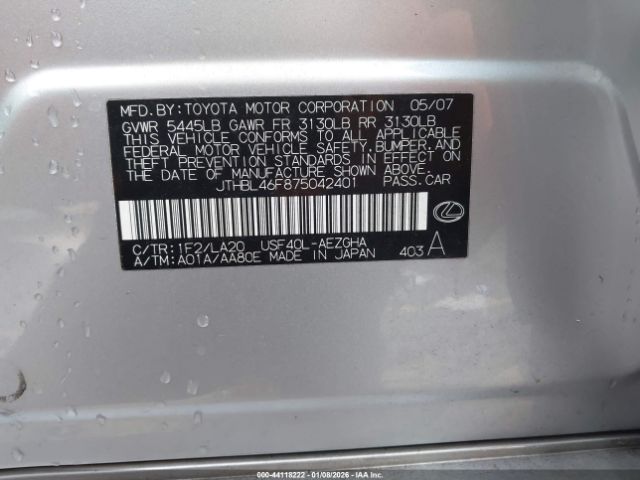 MFD.BY:TOYOTA MOTOR CORPORATION 05/07
GVWR 5445LB GAWR FR 3130LB RR 3130LB
THIS VEHICLE CONFORMS TO ALL APPLICABLE
FEDERAL MOTOR VEHICLE SAFETY,BUMPER,AND
THEFT PREVENTION STANDARDS IN EFFECT ON
THE DATE OF MANUFACTURE SHOWN ABOVE.
JTHBL46F875042401 PASS.CAR
C/TR:1F2/LA20 USF40L-AEZGHA
A/TM:A01A/AA80E MADE IN JAPAN 403 A
000-44118222 - 01/08/2026 - © IAA Inc.